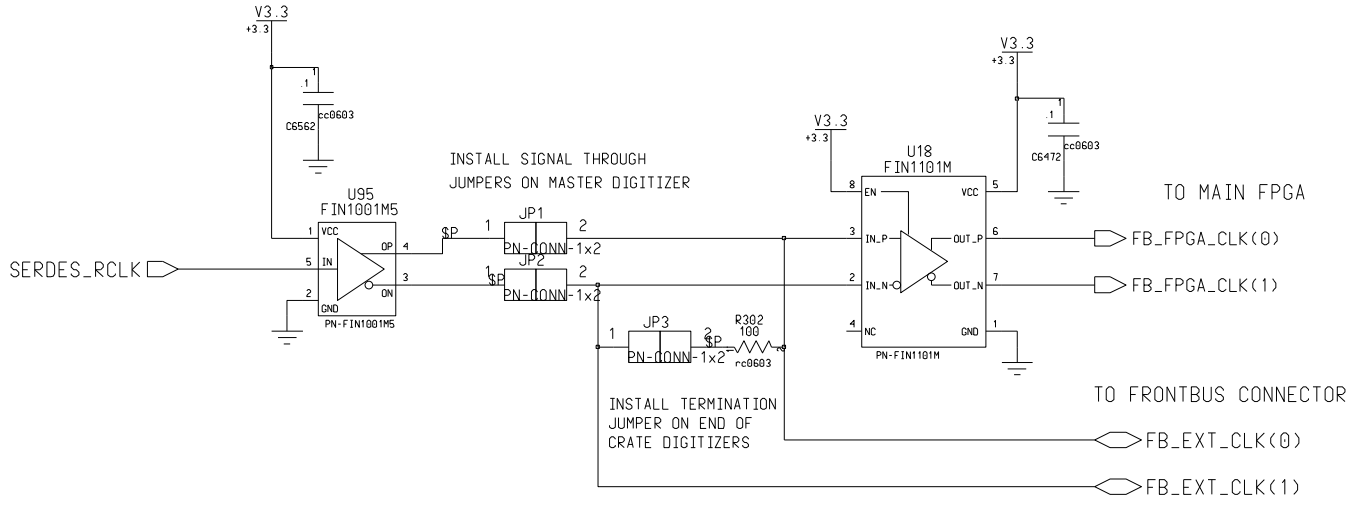 V3.3
+3.3
1
.1
cc0603
C6562
V3.3
+3.3
1
.1
cc0603
C6472
V3.3
+3.3
INSTALL SIGNAL THROUGH
JUMPERS ON MASTER DIGITIZER
U95
FIN1001M5
1 VCC
OP 4
5 IN
ON 3
2 GND
PN-FIN1001M5
SERDES_RCLK
$P
1 JP1 2
PN-CONN-1x2
$P
1 JP2 2
PN-CONN-1x2
1 JP3 2
PN-CONN-1x2
$P
R302
100
1 2
rc0603
INSTALL TERMINATION
JUMPER ON END OF
CRATE DIGITIZERS
U18
FIN1101M
8 EN VCC 5
3 IN_P OUT_P 6
2 IN_N OUT_N 7
4 NC GND 1
PN-FIN1101M
TO MAIN FPGA
FB_FPGA_CLK(0)
FB_FPGA_CLK(1)
TO FRONTBUS CONNECTOR
FB_EXT_CLK(0)
FB_EXT_CLK(1)